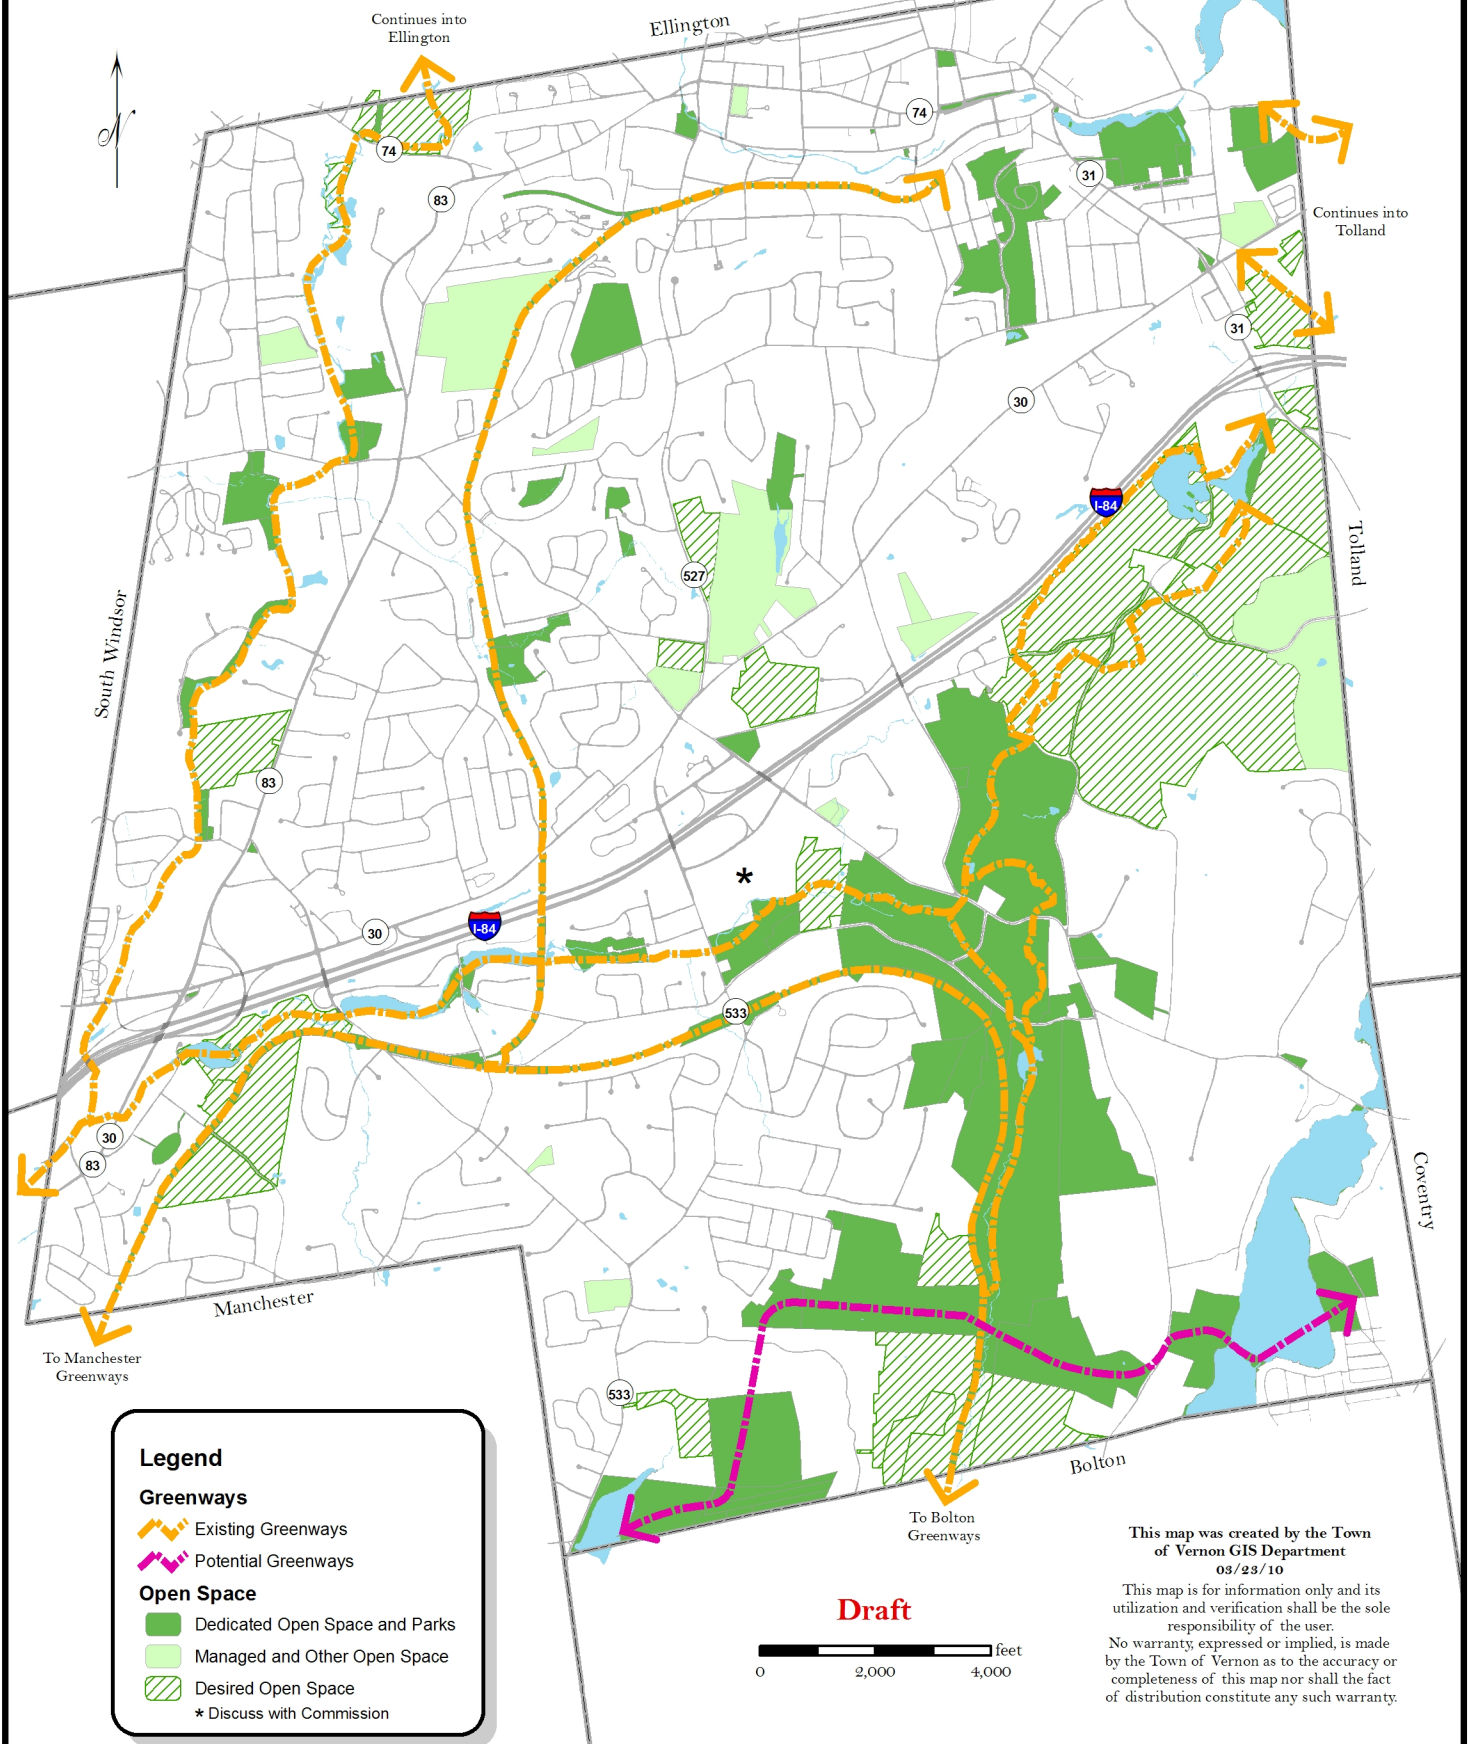 Continues into
Ellington
Ellington
N
74
74
83
31
Continues into
Tolland
31
30
I-84
527
Tolland
South Windsor
83
*
30
I-84
533
30
83
Coventry
Manchester
To Manchester
Greenways
533
Bolton
To Bolton
Greenways
Legend
Greenways
Existing Greenways
Potential Greenways
Open Space
Dedicated Open Space and Parks
Managed and Other Open Space
Desired Open Space
* Discuss with Commission
Draft
feet
0 2,000 4,000
This map was created by the Town
of Vernon GIS Department
03/23/10
This map is for information only and its
utilization and verification shall be the sole
responsibility of the user.
No warranty, expressed or implied, is made
by the Town of Vernon as to the accuracy or
completeness of this map nor shall the fact
of distribution constitute any such warranty.